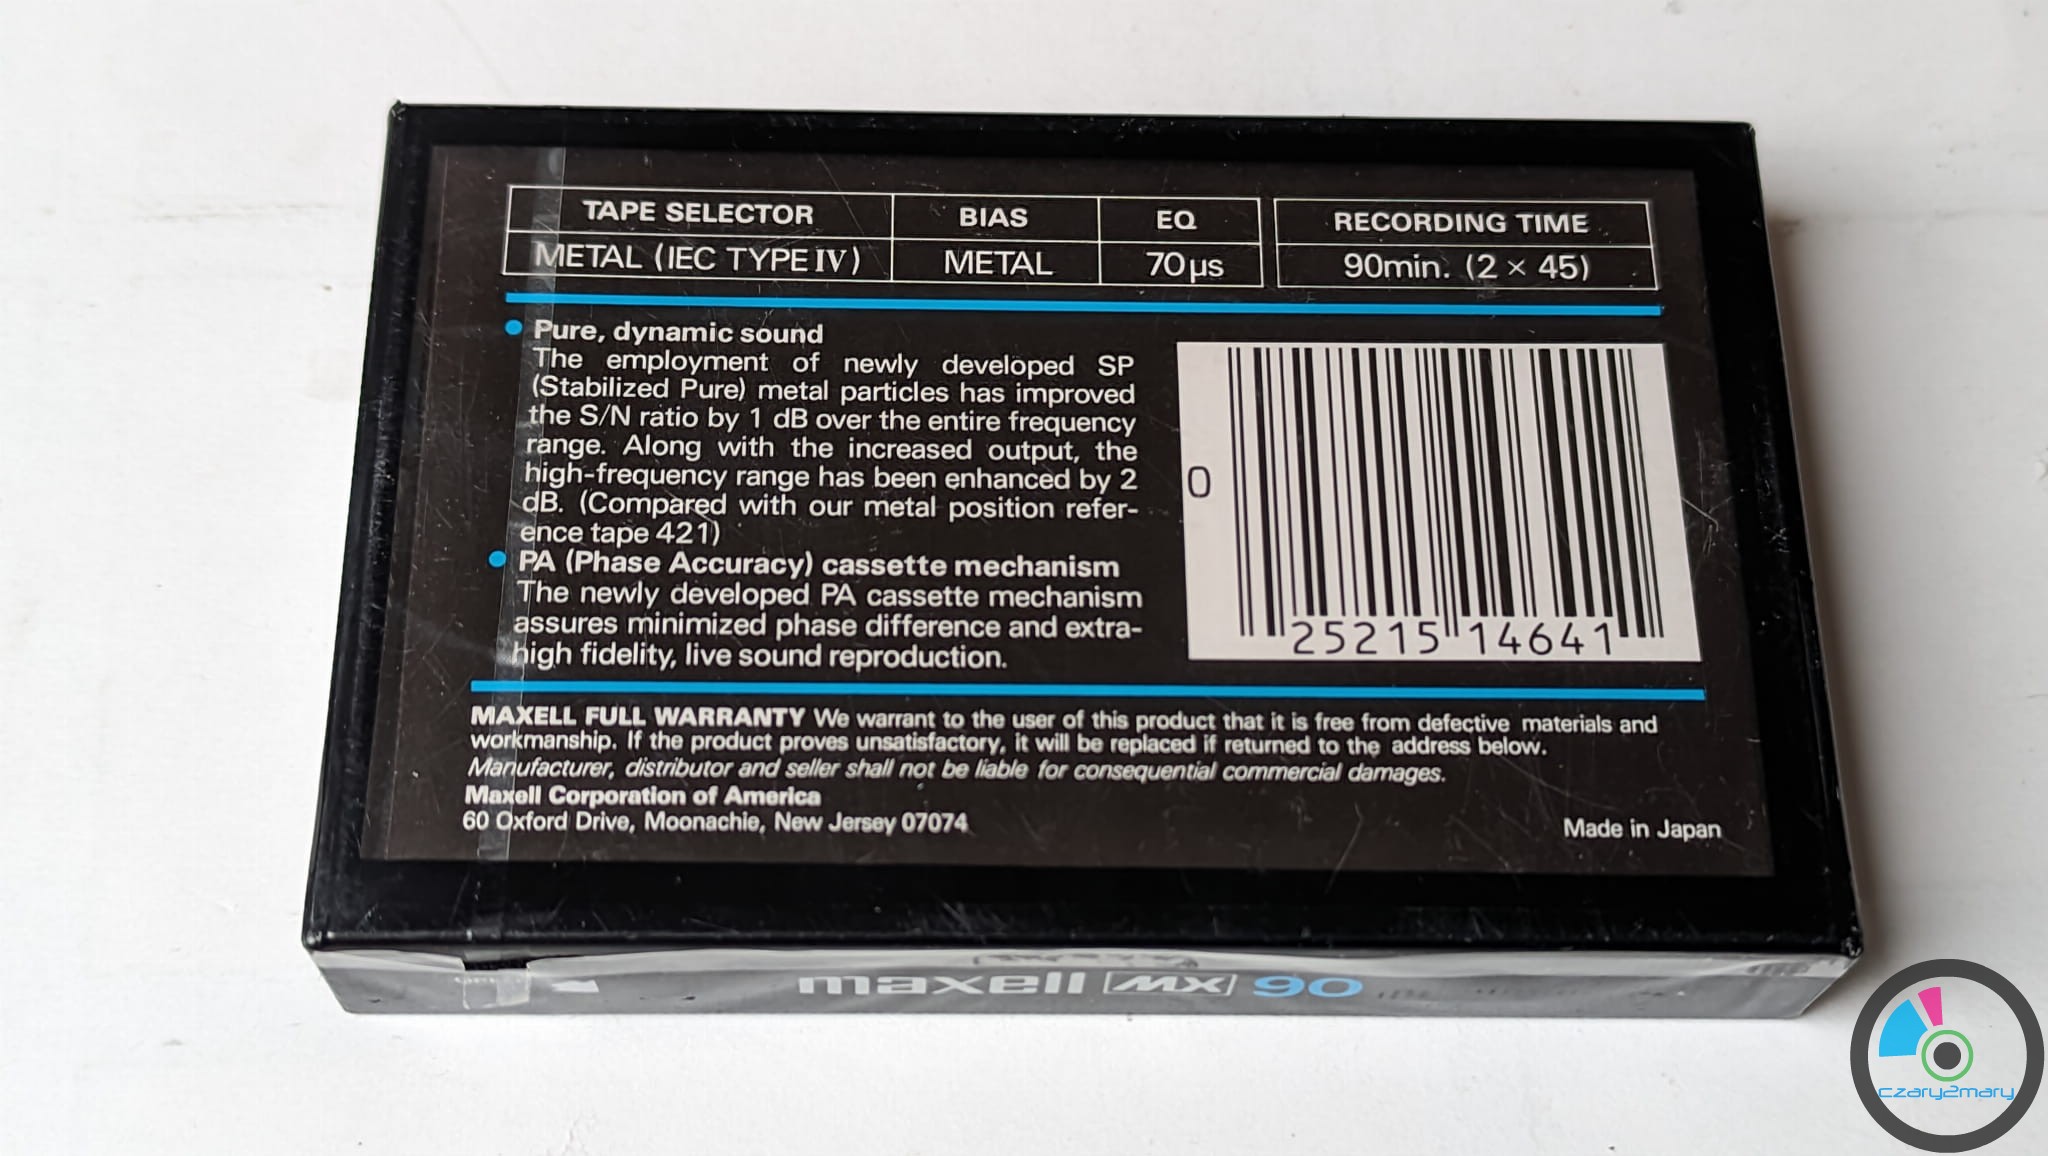 TAPE SELECTOR BIAS EQ RECORDING TIME
METAL (IEC TYPE IV) METAL 70µs 90min. (2 × 45)
• Pure, dynamic sound
The employment of newly developed SP
(Stabilized Pure) metal particles has improved
the S/N ratio by 1 dB over the entire frequency
range. Along with the increased output, the
high-frequency range has been enhanced by 2
dB. (Compared with our metal position refer-
ence tape 421)
• PA (Phase Accuracy) cassette mechanism
The newly developed PA cassette mechanism
assures minimized phase difference and extra-
high fidelity, live sound reproduction.
0 25215 14641
MAXELL FULL WARRANTY We warrant to the user of this product that it is free from defective materials and
workmanship. If the product proves unsatisfactory, it will be replaced if returned to the address below.
Manufacturer, distributor and seller shall not be liable for consequential commercial damages.
Maxell Corporation of America
60 Oxford Drive, Moonachie, New Jersey 07074
Made in Japan
maxell MX 90
czary2mary